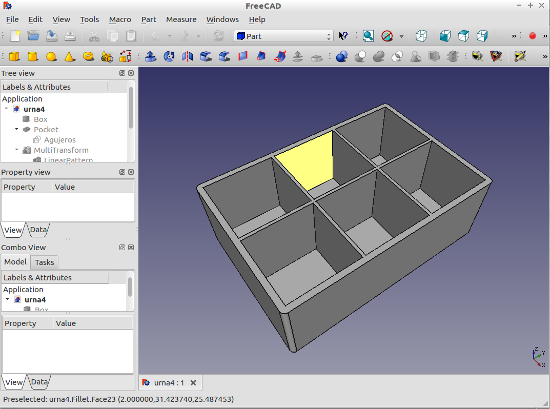 FreeCAD
File Edit View Tools Macro Part Measure Windows Help
Part
Tree view
Labels & Attributes
Application
urna4
Box
Pocket
Agujeros
MultiTransform
LinearPattern
Property view
Property Value
View Data
Combo View
Model Tasks
Labels & Attributes
Application
urna4
Box
Property Value
View Data
urna4 : 1
Preselected: urna4.Fillet.Face23 (2.000000,31.423740,25.487453)